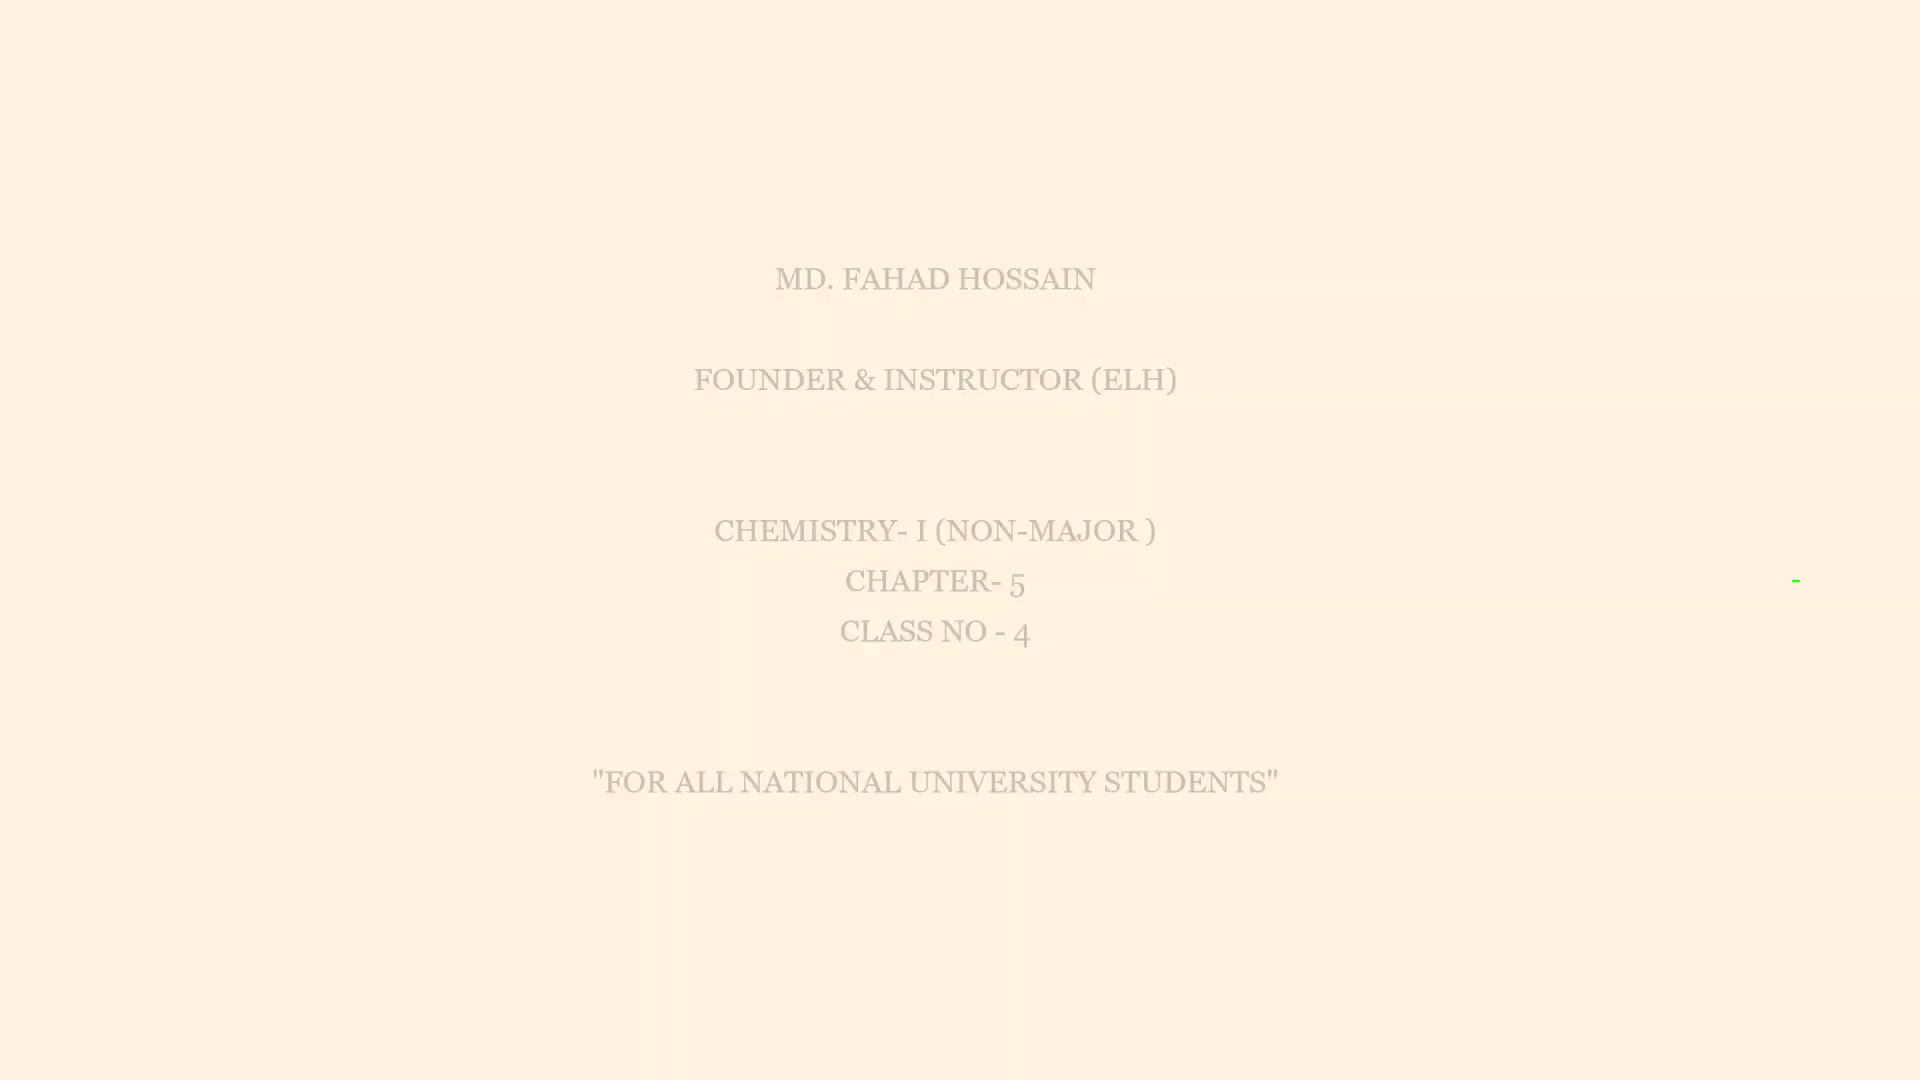 MD. FAHAD HOSSAIN
FOUNDER & INSTRUCTOR (ELH)
CHEMISTRY- I (NON-MAJOR )
CHAPTER- 5
CLASS NO - 4
"FOR ALL NATIONAL UNIVERSITY STUDENTS"